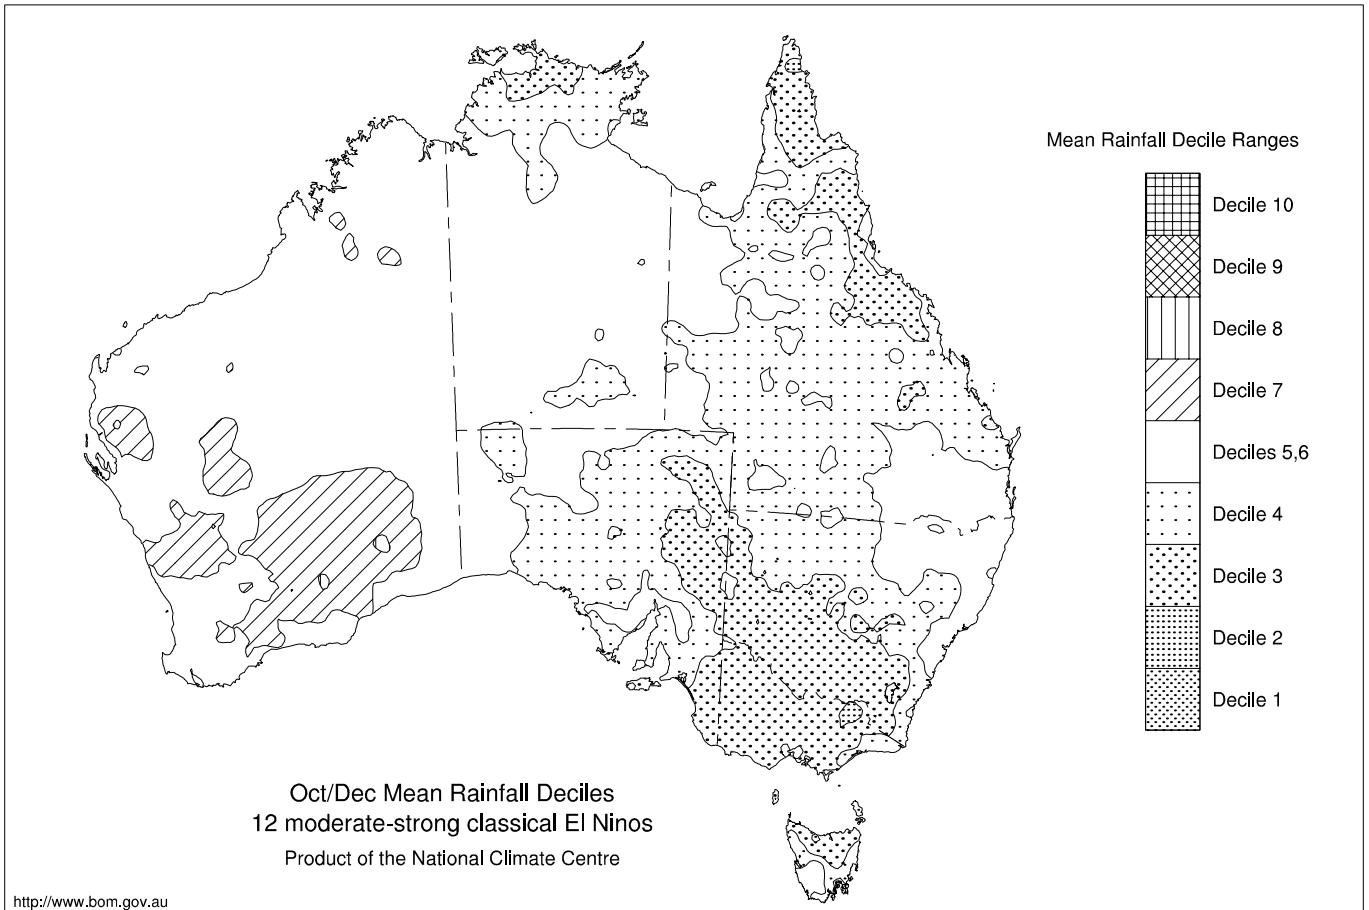 Mean Rainfall Decile Ranges
Decile 10
Decile 9
Decile 8
Decile 7
Deciles 5,6
Decile 4
Decile 3
Decile 2
Decile 1
Oct/Dec Mean Rainfall Deciles
12 moderate-strong classical El Ninos
Product of the National Climate Centre
http://www.bom.gov.au